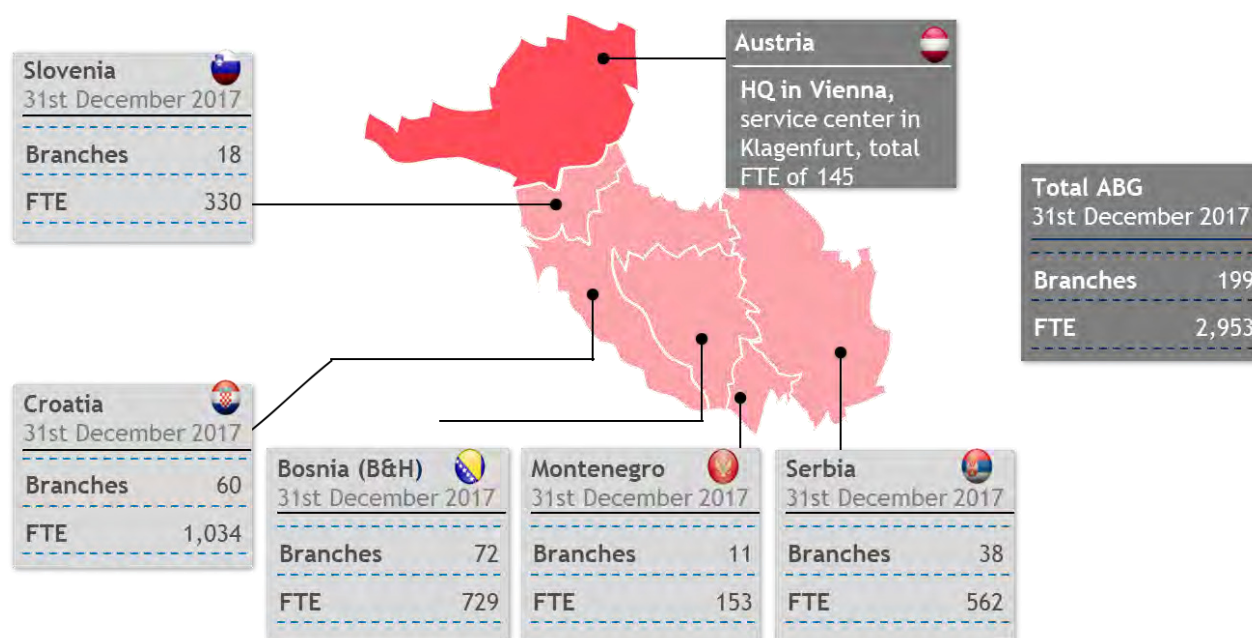 Slovenia
31st December 2017
Branches 18
FTE 330
Austria
HQ in Vienna,
service center in
Klagenfurt, total
FTE of 145
Total ABG
31st December 2017
Branches 199
FTE 2,953
Croatia
31st December 2017
Branches 60
FTE 1,034
Bosnia (B&H)
31st December 2017
Branches 72
FTE 729
Montenegro
31st December 2017
Branches 11
FTE 153
Serbia
31st December 2017
Branches 38
FTE 562